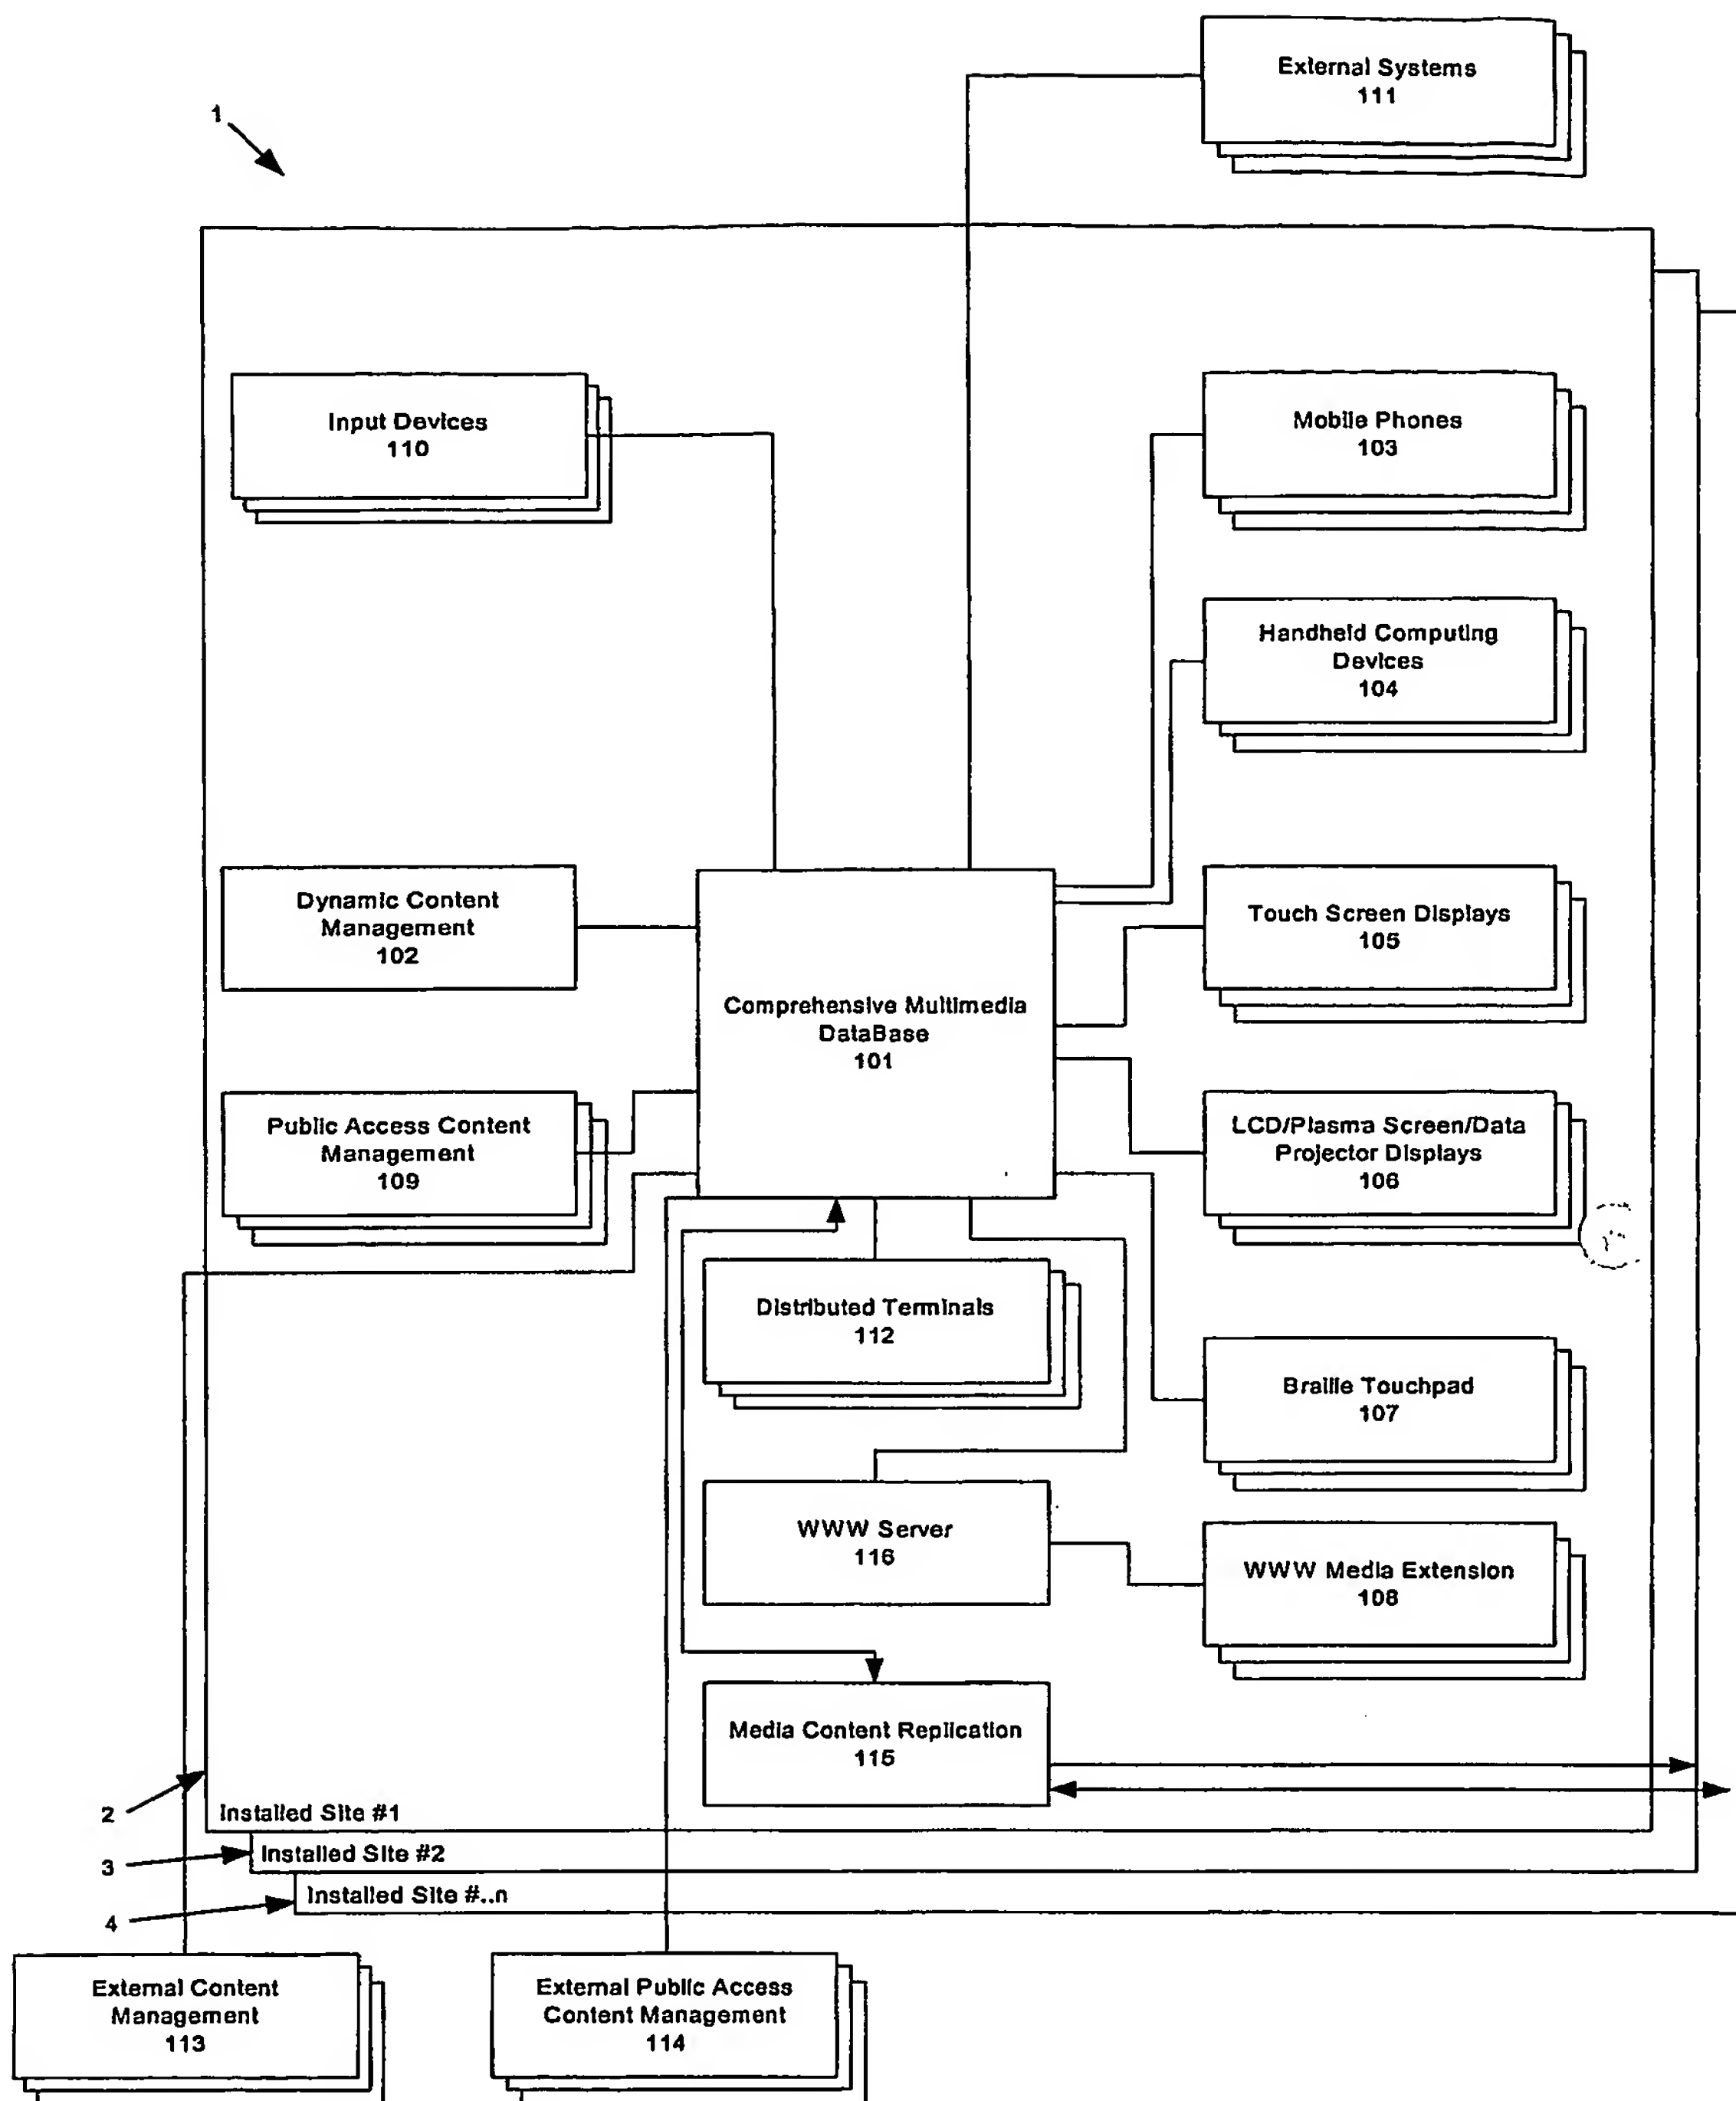 External Systems
111
1
Input Devices
110
Mobile Phones
103
Handheld Computing
Devices
104
Dynamic Content
Management
102
Comprehensive Multimedia
DataBase
101
Touch Screen Displays
105
Public Access Content
Management
109
LCD/Plasma Screen/Data
Projector Displays
106
Distributed Terminals
112
Braille Touchpad
107
WWW Server
116
WWW Media Extension
108
Media Content Replication
115
2
Installed Site #1
3
Installed Site #2
4
Installed Site #..n
External Content
Management
113
External Public Access
Content Management
114